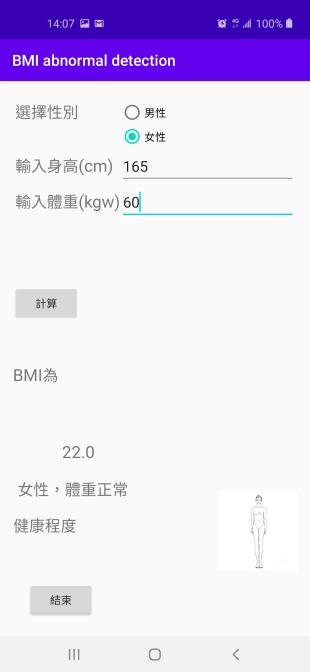 14:07 100%
BMI abnormal detection
選擇性別
男性
女性
輸入身高(cm) 165
輸入體重(kgw) 60
計算
BMI為
22.0
女性，體重正常
健康程度
結束